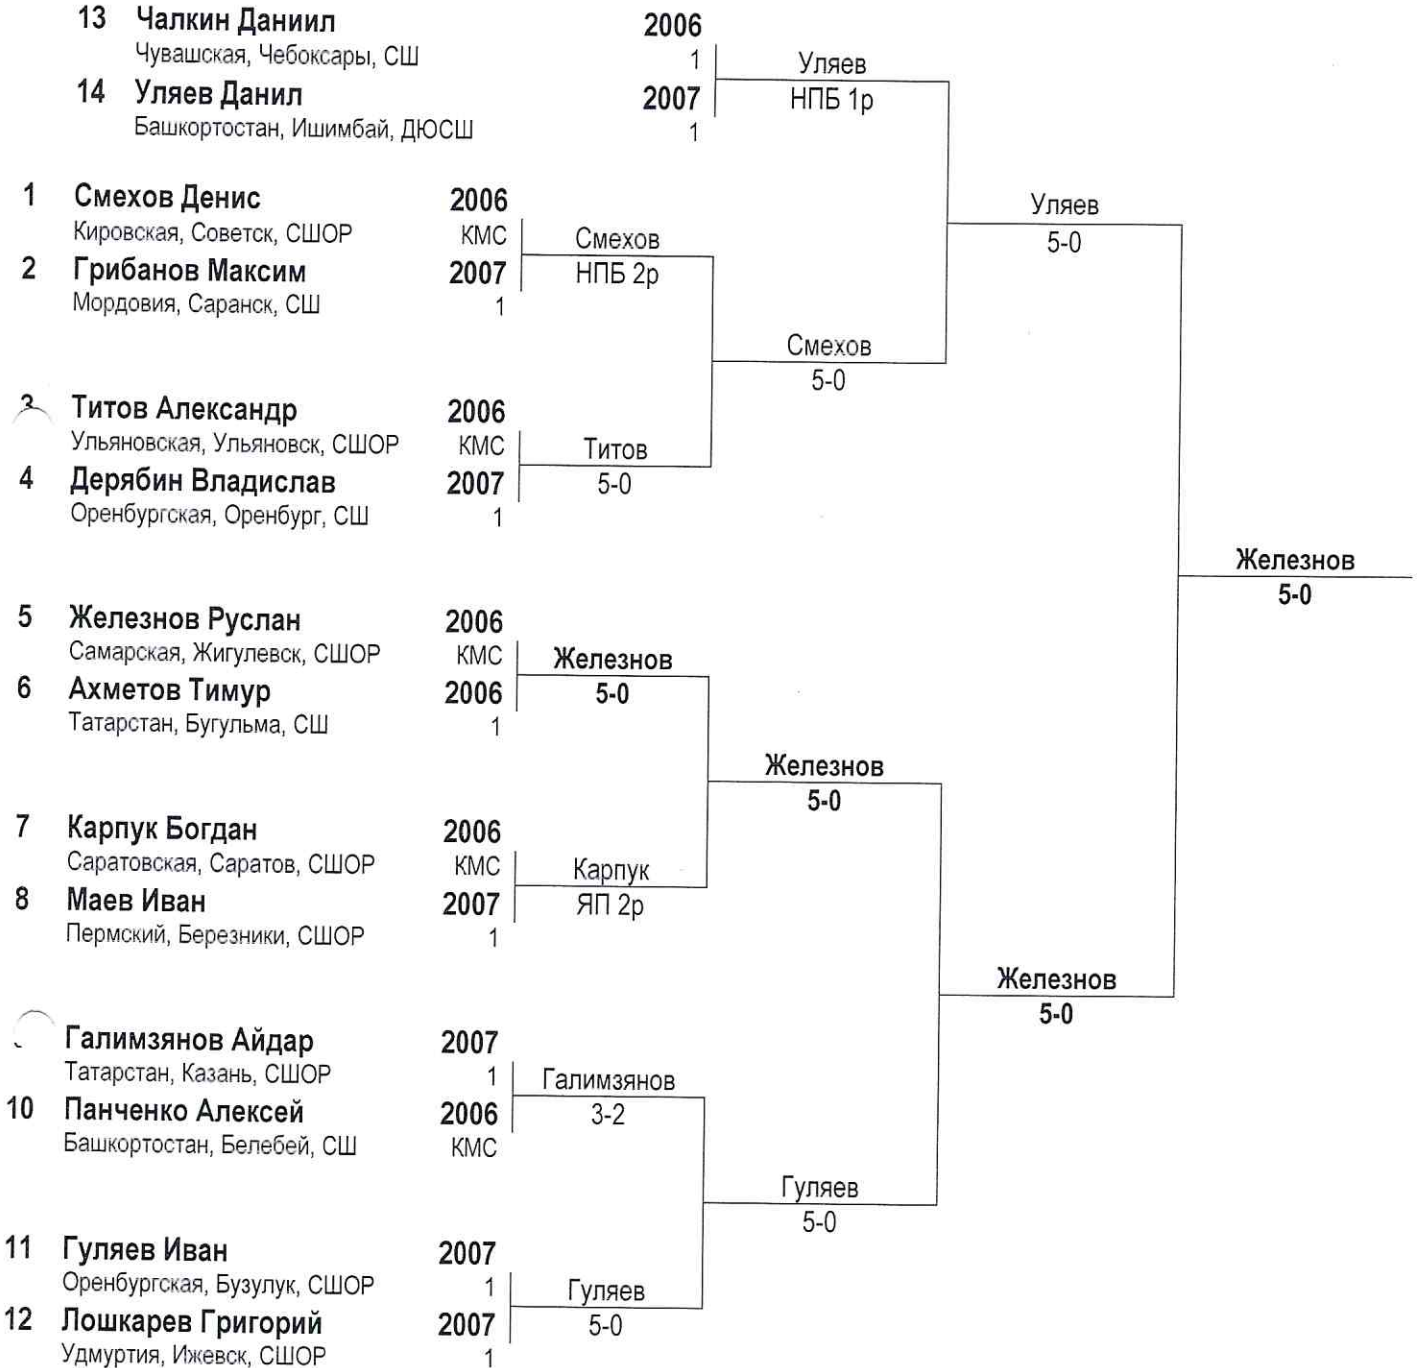 13 Чалкин Даниил 2006
Чувашская, Чебоксары, СШ 1
Уляев
14 Уляев Данил 2007
НПБ 1р
Башкортостан, Ишимбай, ДЮСШ 1
1 Смехов Денис 2006
Уляев
Кировская, Советск, СШОР КМС
Смехов
5-0
2 Грибанов Максим 2007
НПБ 2р
Мордовия, Саранск, СШ 1
Смехов
5-0
3 Титов Александр 2006
Ульяновская, Ульяновск, СШОР КМС
Титов
4 Дерябин Владислав 2007
5-0
Оренбургская, Оренбург, СШ 1
Железнов
5-0
5 Железнов Руслан 2006
Самарская, Жигулевск, СШОР КМС
Железнов
6 Ахметов Тимур 2006
5-0
Татарстан, Бугульма, СШ 1
Железнов
5-0
7 Карпук Богдан 2006
Саратовская, Саратов, СШОР КМС
Карпук
8 Маев Иван 2007
ЯП 2р
Пермский, Березники, СШОР 1
Железнов
5-0
Галимзянов Айдар 2007
Татарстан, Казань, СШОР 1
Галимзянов
10 Панченко Алексей 2006
3-2
Башкортостан, Белебей, СШ КМС
Гуляев
5-0
11 Гуляев Иван 2007
Оренбургская, Бузулук, СШОР 1
Гуляев
12 Лошкарев Григорий 2007
5-0
Удмуртия, Ижевск, СШОР 1